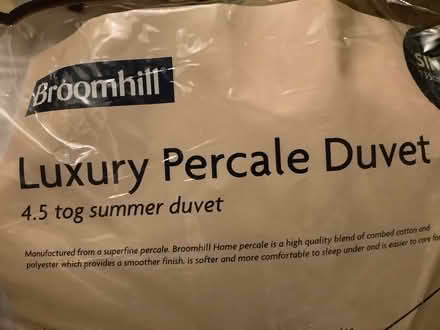 Broomhill
SIN
Luxury Percale Duvet
4.5 tog summer duvet
Manufactured from a superfine percale. Broomhill Home percale is a high quality blend of combed cotton and
polyester which provides a smoother finish, is softer and more comfortable to sleep under and is easier to care for